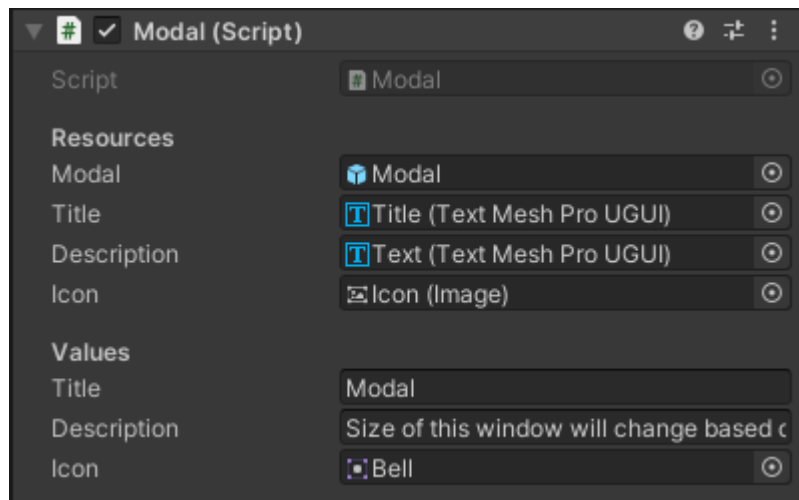 Modal (Script)
Script Modal
Resources
Modal Modal
Title Title (Text Mesh Pro UGUI)
Description Text (Text Mesh Pro UGUI)
Icon Icon (Image)
Values
Title Modal
Description Size of this window will change based
Icon Bell